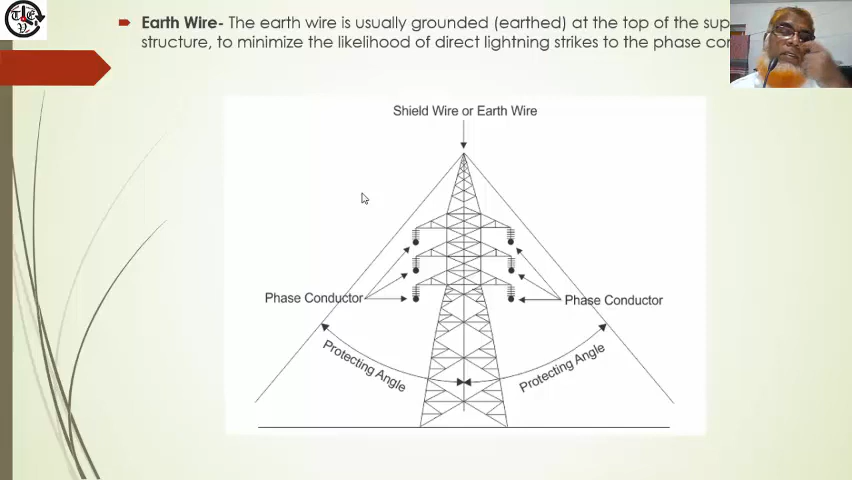 Earth Wire- The earth wire is usually grounded (earthed) at the top of the
structure, to minimize the likelihood of direct lightning strikes to the phase
Shield Wire or Earth Wire
Phase Conductor
Phase Conductor
Protecting Angle
Protecting Angle